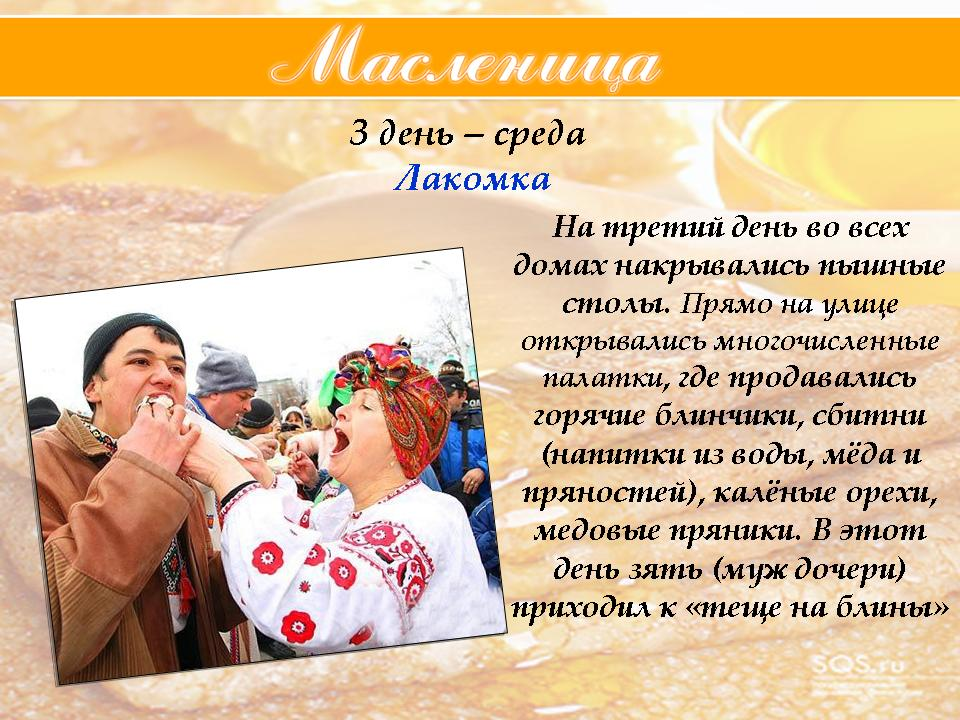 Масленица
3 день – среда
Лакомка
На третий день во всех
домах накрывались пышные
столы. Прямо на улице
открывались многочисленные
палатки, где продавались
горячие блинчики, сбитни
(напитки из воды, мёда и
пряностей), калёные орехи,
медовые пряники. В этот
день зять (муж дочери)
приходил к «теще на блины»
SQS.ru